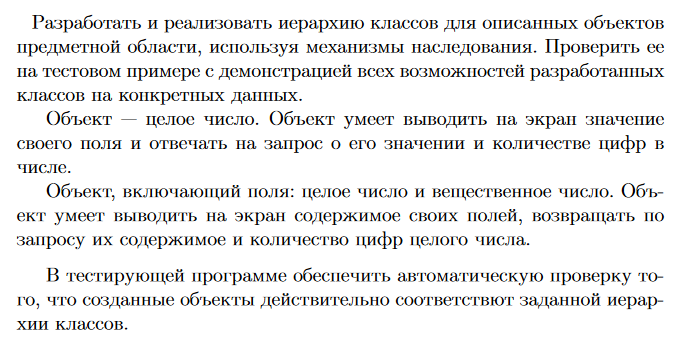 Разработать и реализовать иерархию классов для описанных объектов
предметной области, используя механизмы наследования. Проверить ее
на тестовом примере с демонстрацией всех возможностей разработанных
классов на конкретных данных.
Объект — целое число. Объект умеет выводить на экран значение
своего поля и отвечать на запрос о его значении и количестве цифр в
числе.
Объект, включающий поля: целое число и вещественное число. Объ-
ект умеет выводить на экран содержимое своих полей, возвращать по
запросу их содержимое и количество цифр целого числа.
В тестирующей программе обеспечить автоматическую проверку то-
го, что созданные объекты действительно соответствют заданной иерар-
хии классов.